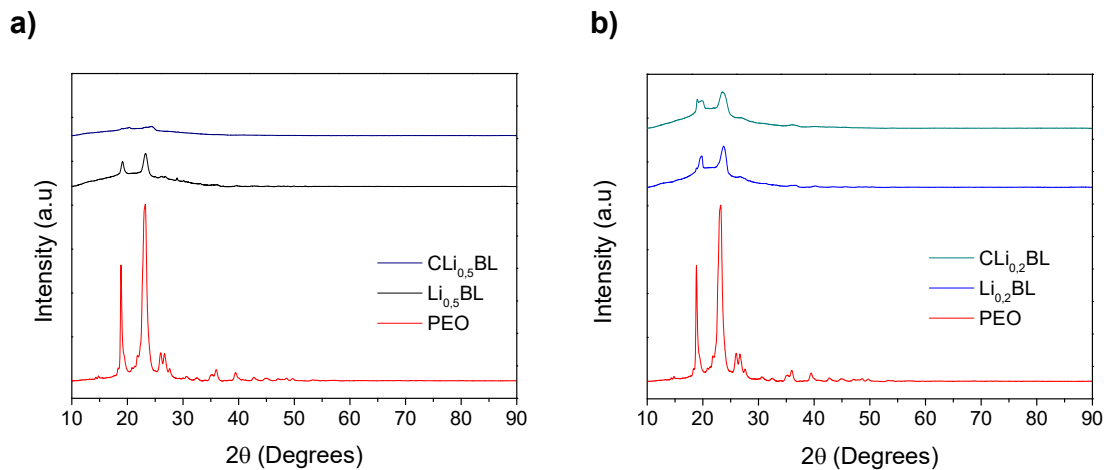 a)
Intensity (a.u)
CLi0,5BL
Li0,5BL
PEO
10 20 30 40 50 60 70 80 90
2θ (Degrees)
b)
Intensity (a.u)
CLi0,2BL
Li0,2BL
PEO
10 20 30 40 50 60 70 80 90
2θ (Degrees)